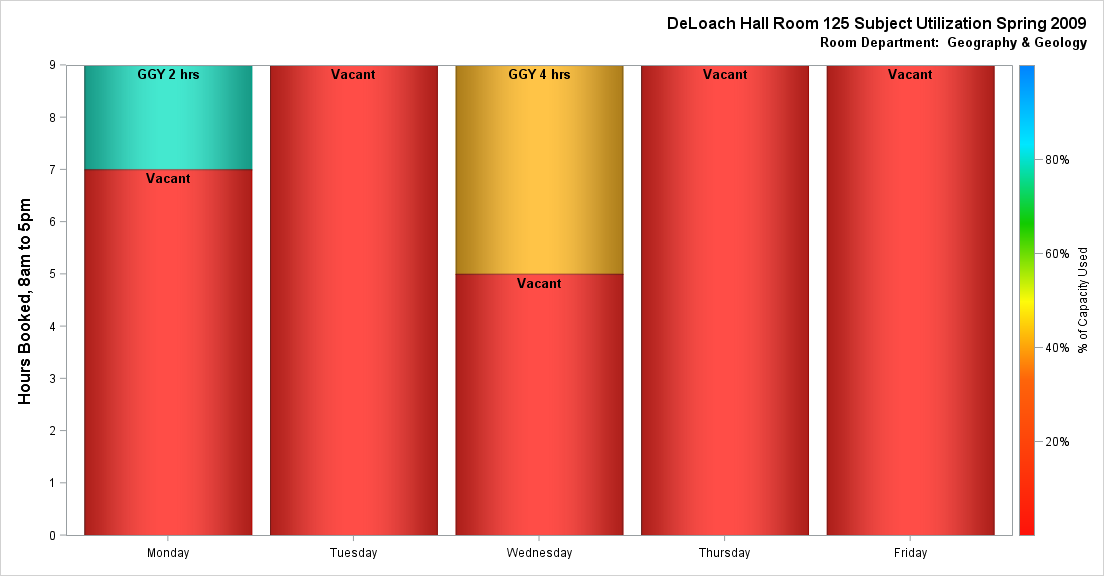 DeLoach Hall Room 125 Subject Utilization Spring 2009
Room Department: Geography & Geology
Hours Booked, 8am to 5pm
9
8
7
6
5
4
3
2
1
0
GGY 2 hrs
Vacant
Vacant
GGY 4 hrs
Vacant
Vacant
Vacant
Monday
Tuesday
Wednesday
Thursday
Friday
80%
60%
40%
20%
% of Capacity Used